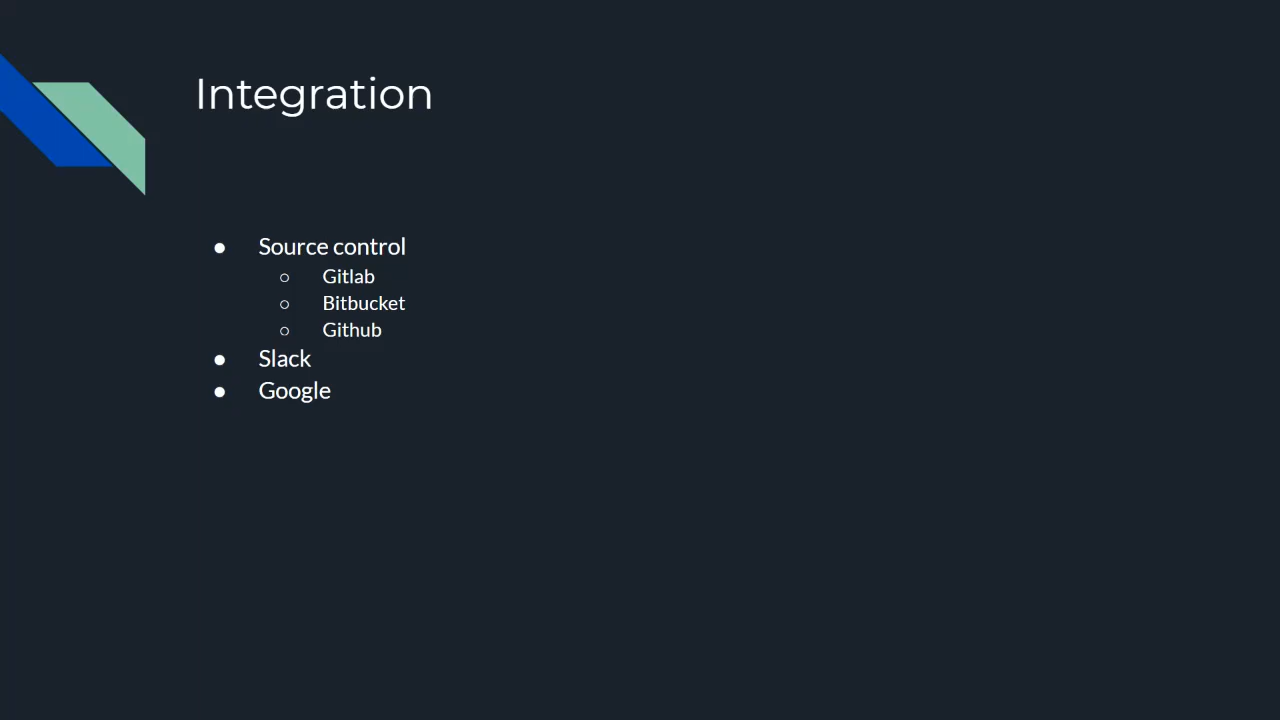 Integration
● Source control
○ Gitlab
○ Bitbucket
○ Github
● Slack
● Google